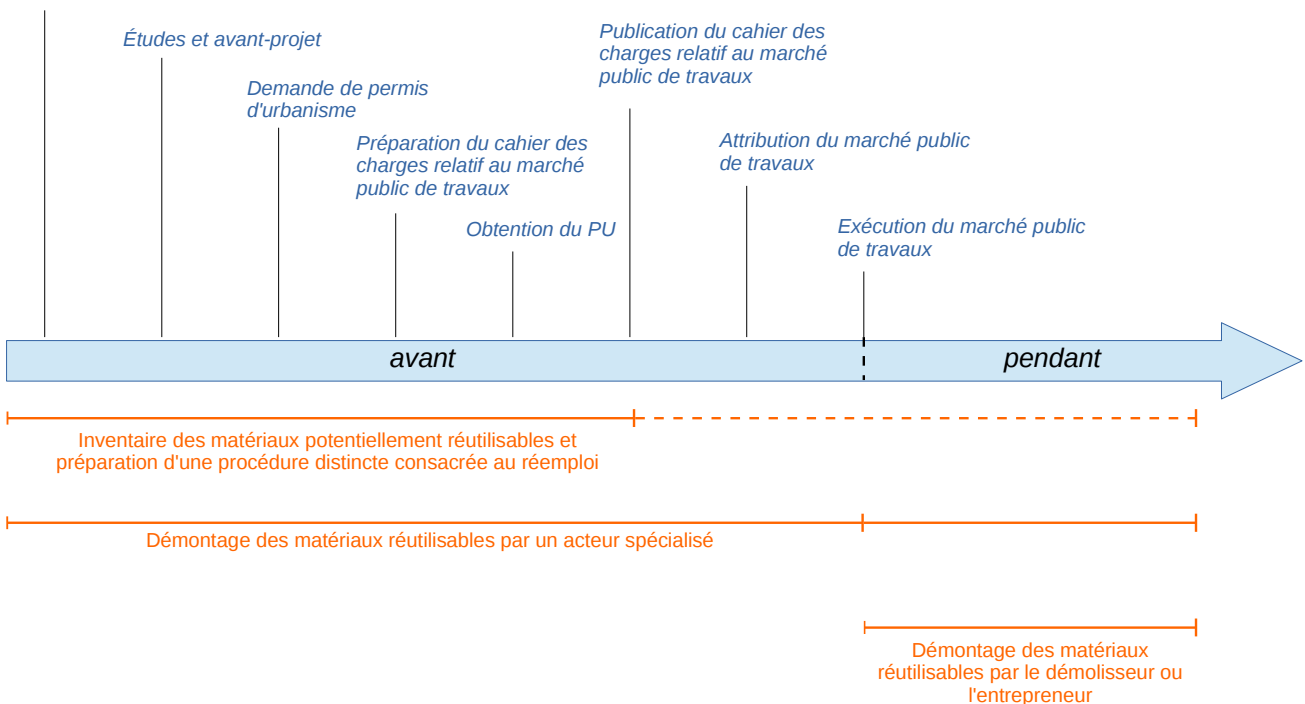 Études et avant-projet
Demande de permis
d'urbanisme
Préparation du cahier des
charges relatif au marché
public de travaux
Obtention du PU
Publication du cahier des
charges relatif au marché
public de travaux
Attribution du marché public
de travaux
Exécution du marché public
de travaux
avant
pendant
Inventaire des matériaux potentiellement réutilisables et
préparation d'une procédure distincte consacrée au réemploi
Démontage des matériaux réutilisables par un acteur spécialisé
Démontage des matériaux
réutilisables par le démolisseur ou
l'entrepreneur